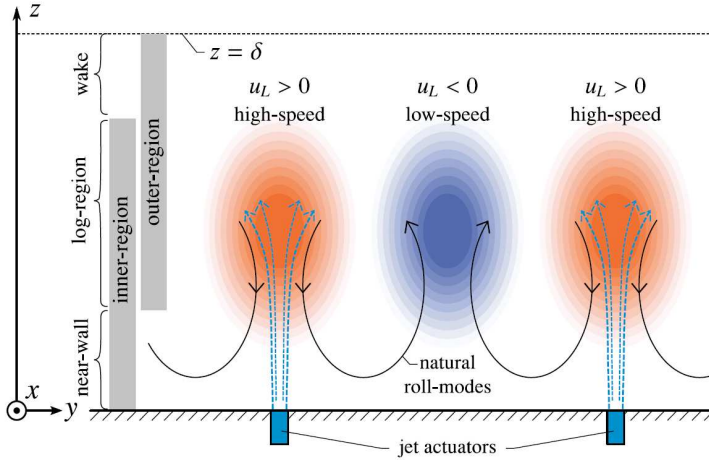 z
z = δ
wake
log-region
near-wall
inner-region
outer-region
u_L > 0
high-speed
u_L < 0
low-speed
u_L > 0
high-speed
natural
roll-modes
x
y
jet actuators